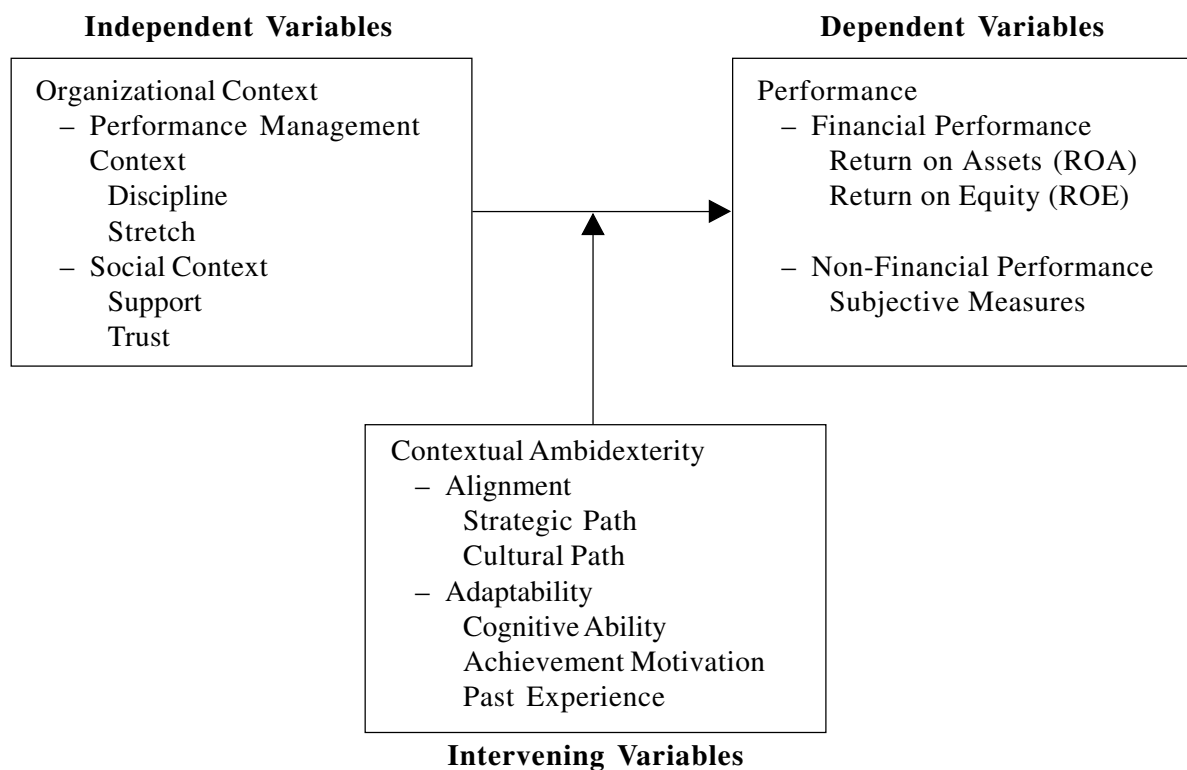 Independent Variables
Organizational Context
– Performance Management
Context
Discipline
Stretch
– Social Context
Support
Trust
Dependent Variables
Performance
– Financial Performance
Return on Assets (ROA)
Return on Equity (ROE)
– Non-Financial Performance
Subjective Measures
Contextual Ambidexterity
– Alignment
Strategic Path
Cultural Path
– Adaptability
Cognitive Ability
Achievement Motivation
Past Experience
Intervening Variables